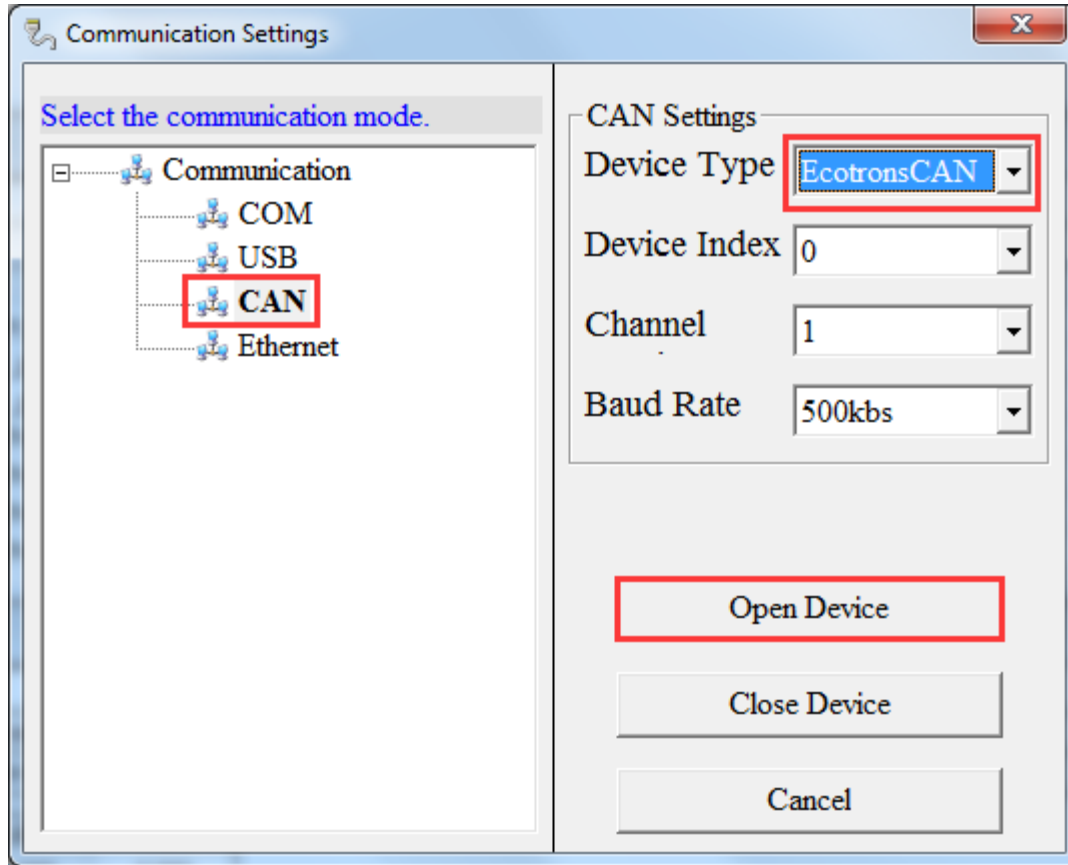 Communication Settings
Select the communication mode.
Communication
COM
USB
CAN
Ethernet
CAN Settings
Device Type EcotronsCAN
Device Index 0
Channel 1
Baud Rate 500kbs
Open Device
Close Device
Cancel